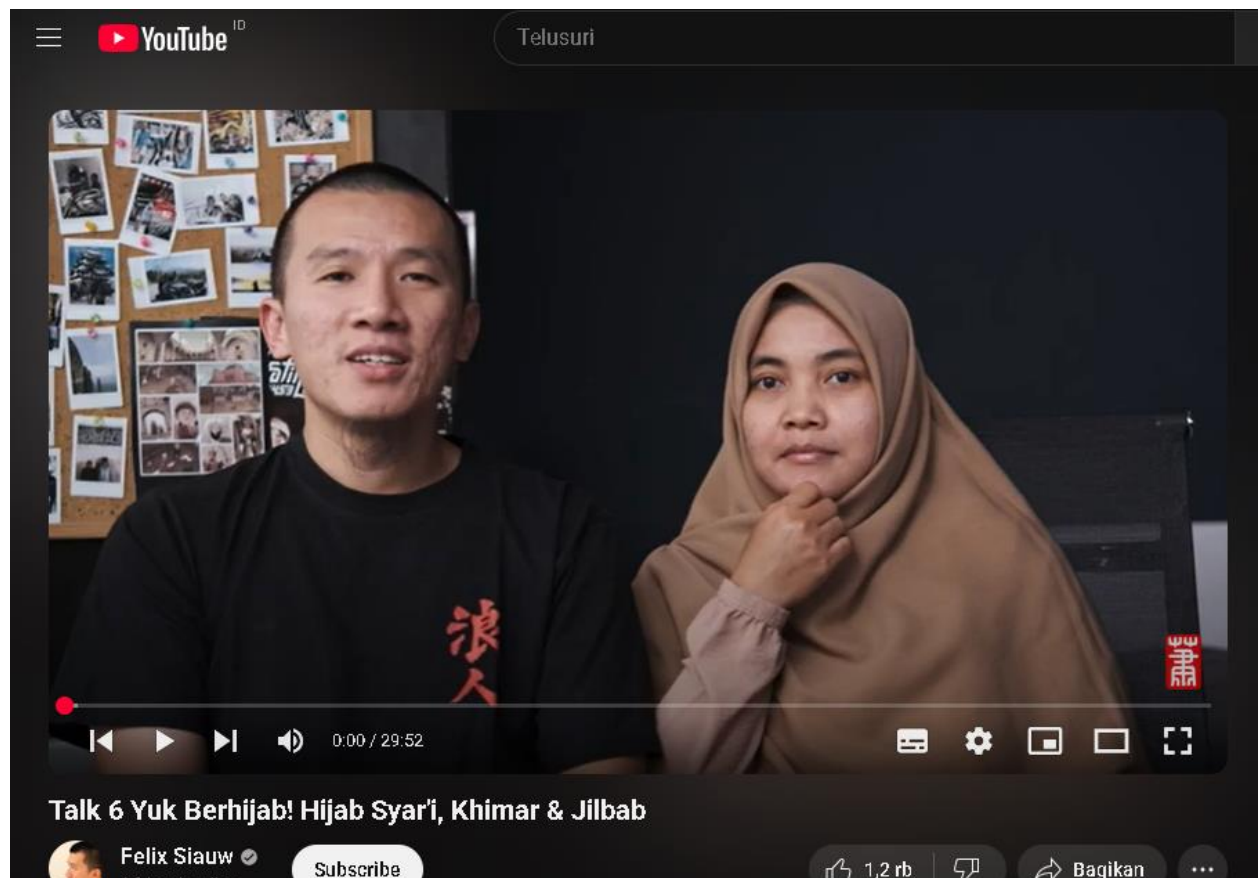 YouTube ID
Telusuri
浪人
蕭
0:00 / 29:52
Talk 6 Yuk Berhijab! Hijab Syar'i, Khimar & Jilbab
Felix Siauw
Subscribe
1,2 rb
Bagikan